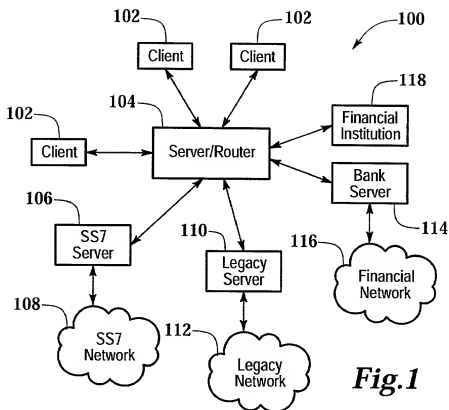 102
102
100
Client
Client
104
118
102
Client
Server/Router
Financial
Institution
Bank
Server
106
114
SS7
Server
110
Legacy
Server
116
Financial
Network
108
SS7
Network
112
Legacy
Network
Fig.1